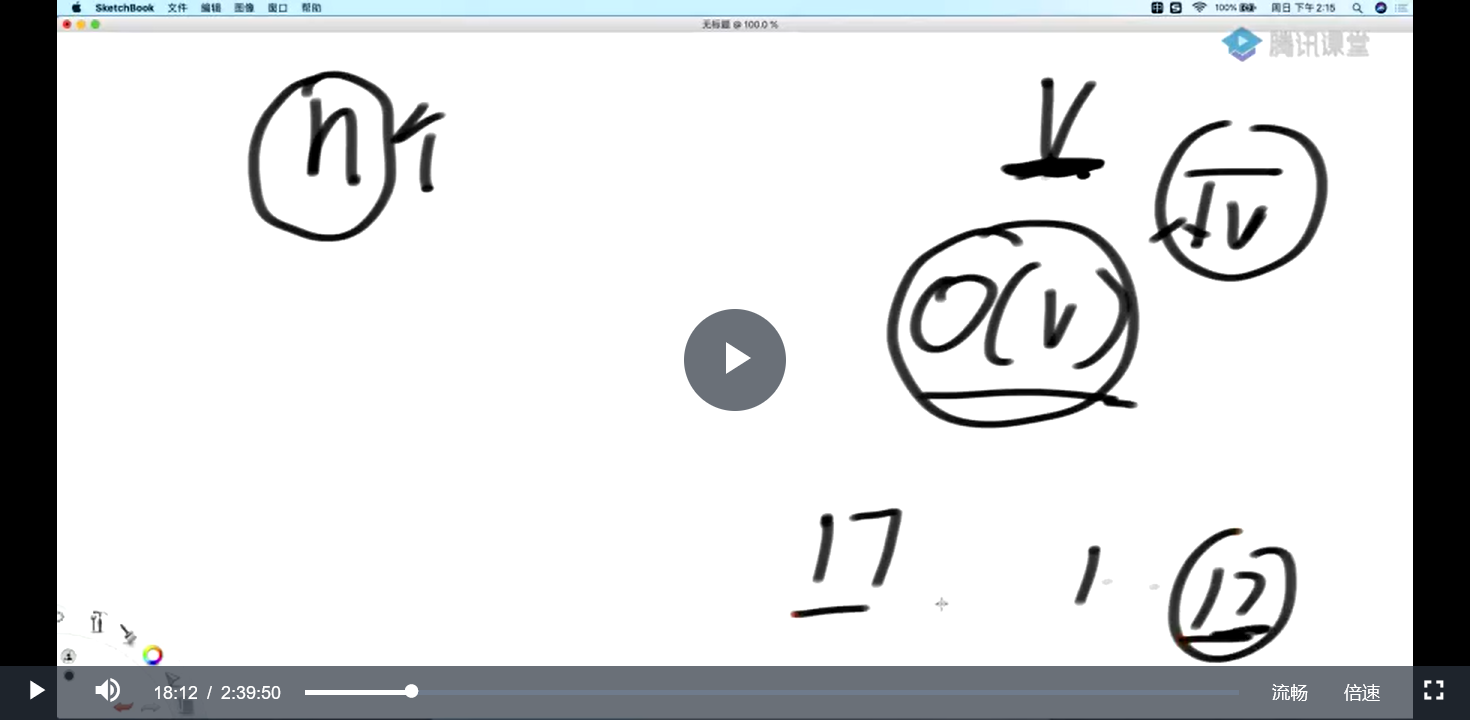 SketchBook 文件 编辑 图像 窗口 帮助 100% 周日 下午2:15
无标题 @ 100.0 %
腾讯课堂
n
V
O(v)
17 1 17
18:12 / 2:39:50 流畅 倍速